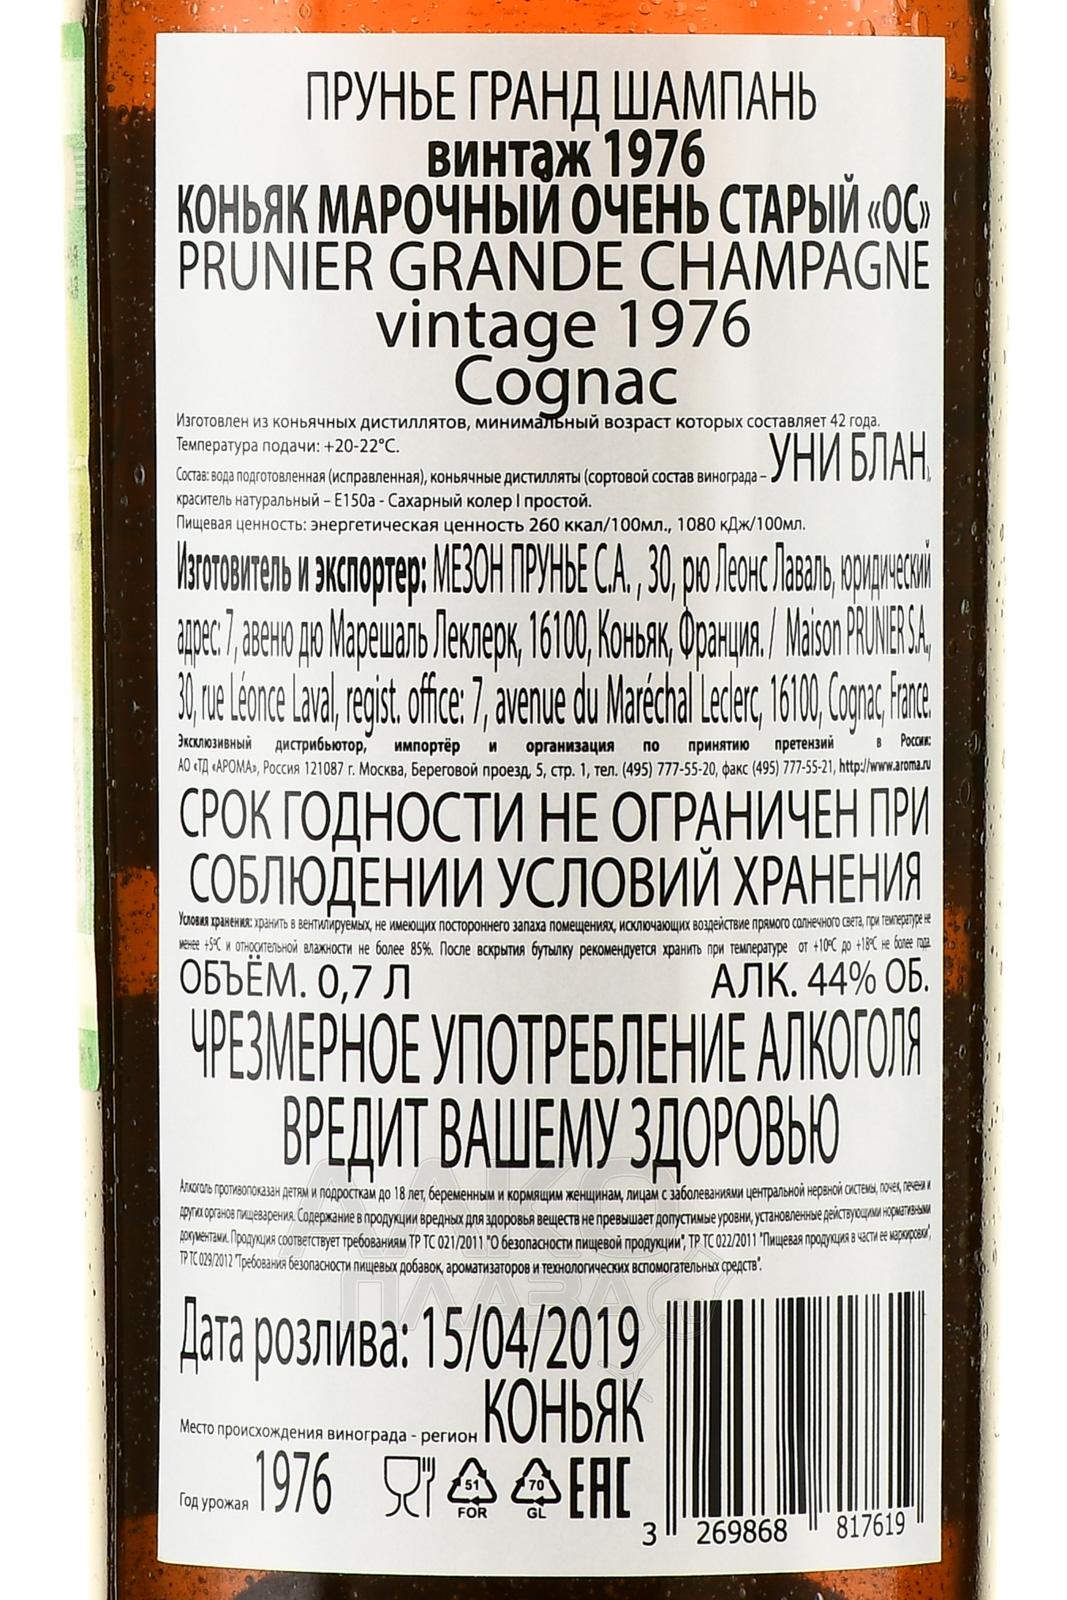 ПРУНЬЕ ГРАНД ШАМПАНЬ
винтаж 1976
КОНЬЯК МАРОЧНЫЙ ОЧЕНЬ СТАРЫЙ «ОС»
PRUNIER GRANDE CHAMPAGNE
vintage 1976
Cognac
Изготовлен из коньячных дистиллятов, минимальный возраст которых составляет 42 года.
Температура подачи: +20-22°С.
Состав: вода подготовленная (исправленная), коньячные дистилляты (сортовой состав винограда – УНИ БЛАН),
краситель натуральный – Е150а - Сахарный колер I простой.
Пищевая ценность: энергетическая ценность 260 ккал/100мл., 1080 кДж/100мл.
Изготовитель и экспортер: МЕЗОН ПРУНЬЕ С.А. , 30, рю Леонс Лаваль, юридический
адрес: 7, авеню дю Марешаль Леклерк, 16100, Коньяк, Франция. / Maison PRUNIER S.A.,
30, rue Léonce Laval, regist. office: 7, avenue du Maréchal Leclerc, 16100, Cognac, France.
Эксклюзивный дистрибьютор, импортёр и организация по принятию претензий в России:
АО «ТД «АРОМА», Россия 121087 г. Москва, Береговой проезд, 5, стр. 1, тел. (495) 777-55-20, факс (495) 777-55-21, http://www.aroma.ru
СРОК ГОДНОСТИ НЕ ОГРАНИЧЕН ПРИ
СОБЛЮДЕНИИ УСЛОВИЙ ХРАНЕНИЯ
Условия хранения: хранить в вентилируемых, не имеющих постороннего запаха помещениях, исключающих воздействие прямого солнечного света, при температуре не
менее +5°С и относительной влажности не более 85%. После вскрытия бутылку рекомендуется хранить при температуре от +10°С до +18°С не более года.
ОБЪЁМ. 0,7 Л АЛК. 44% ОБ.
ЧРЕЗМЕРНОЕ УПОТРЕБЛЕНИЕ АЛКОГОЛЯ
ВРЕДИТ ВАШЕМУ ЗДОРОВЬЮ
Алкоголь противопоказан детям и подросткам до 18 лет, беременным и кормящим женщинам, лицам с заболеваниями центральной нервной системы, почек, печени и
других органов пищеварения. Содержание в продукции вредных для здоровья веществ не превышает допустимые уровни, установленные действующими нормативными
документами. Продукция соответствует требованиям ТР ТС 021/2011 "О безопасности пищевой продукции", ТР ТС 022/2011 "Пищевая продукция в части ее маркировки",
ТР ТС 029/2012 "Требования безопасности пищевых добавок, ароматизаторов и технологических вспомогательных средств".
АЛКО
ПЛАЗА
Дата розлива: 15/04/2019
Место происхождения винограда - регион КОНЬЯК
Год урожая 1976
51
FOR
70
GL
EAC
3 269868 817619